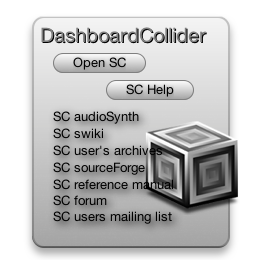 DashboardCollider
Open SC
SC Help
SC audioSynth
SC swiki
SC user's archives
SC sourceForge
SC reference manual
SC forum
SC users mailing list